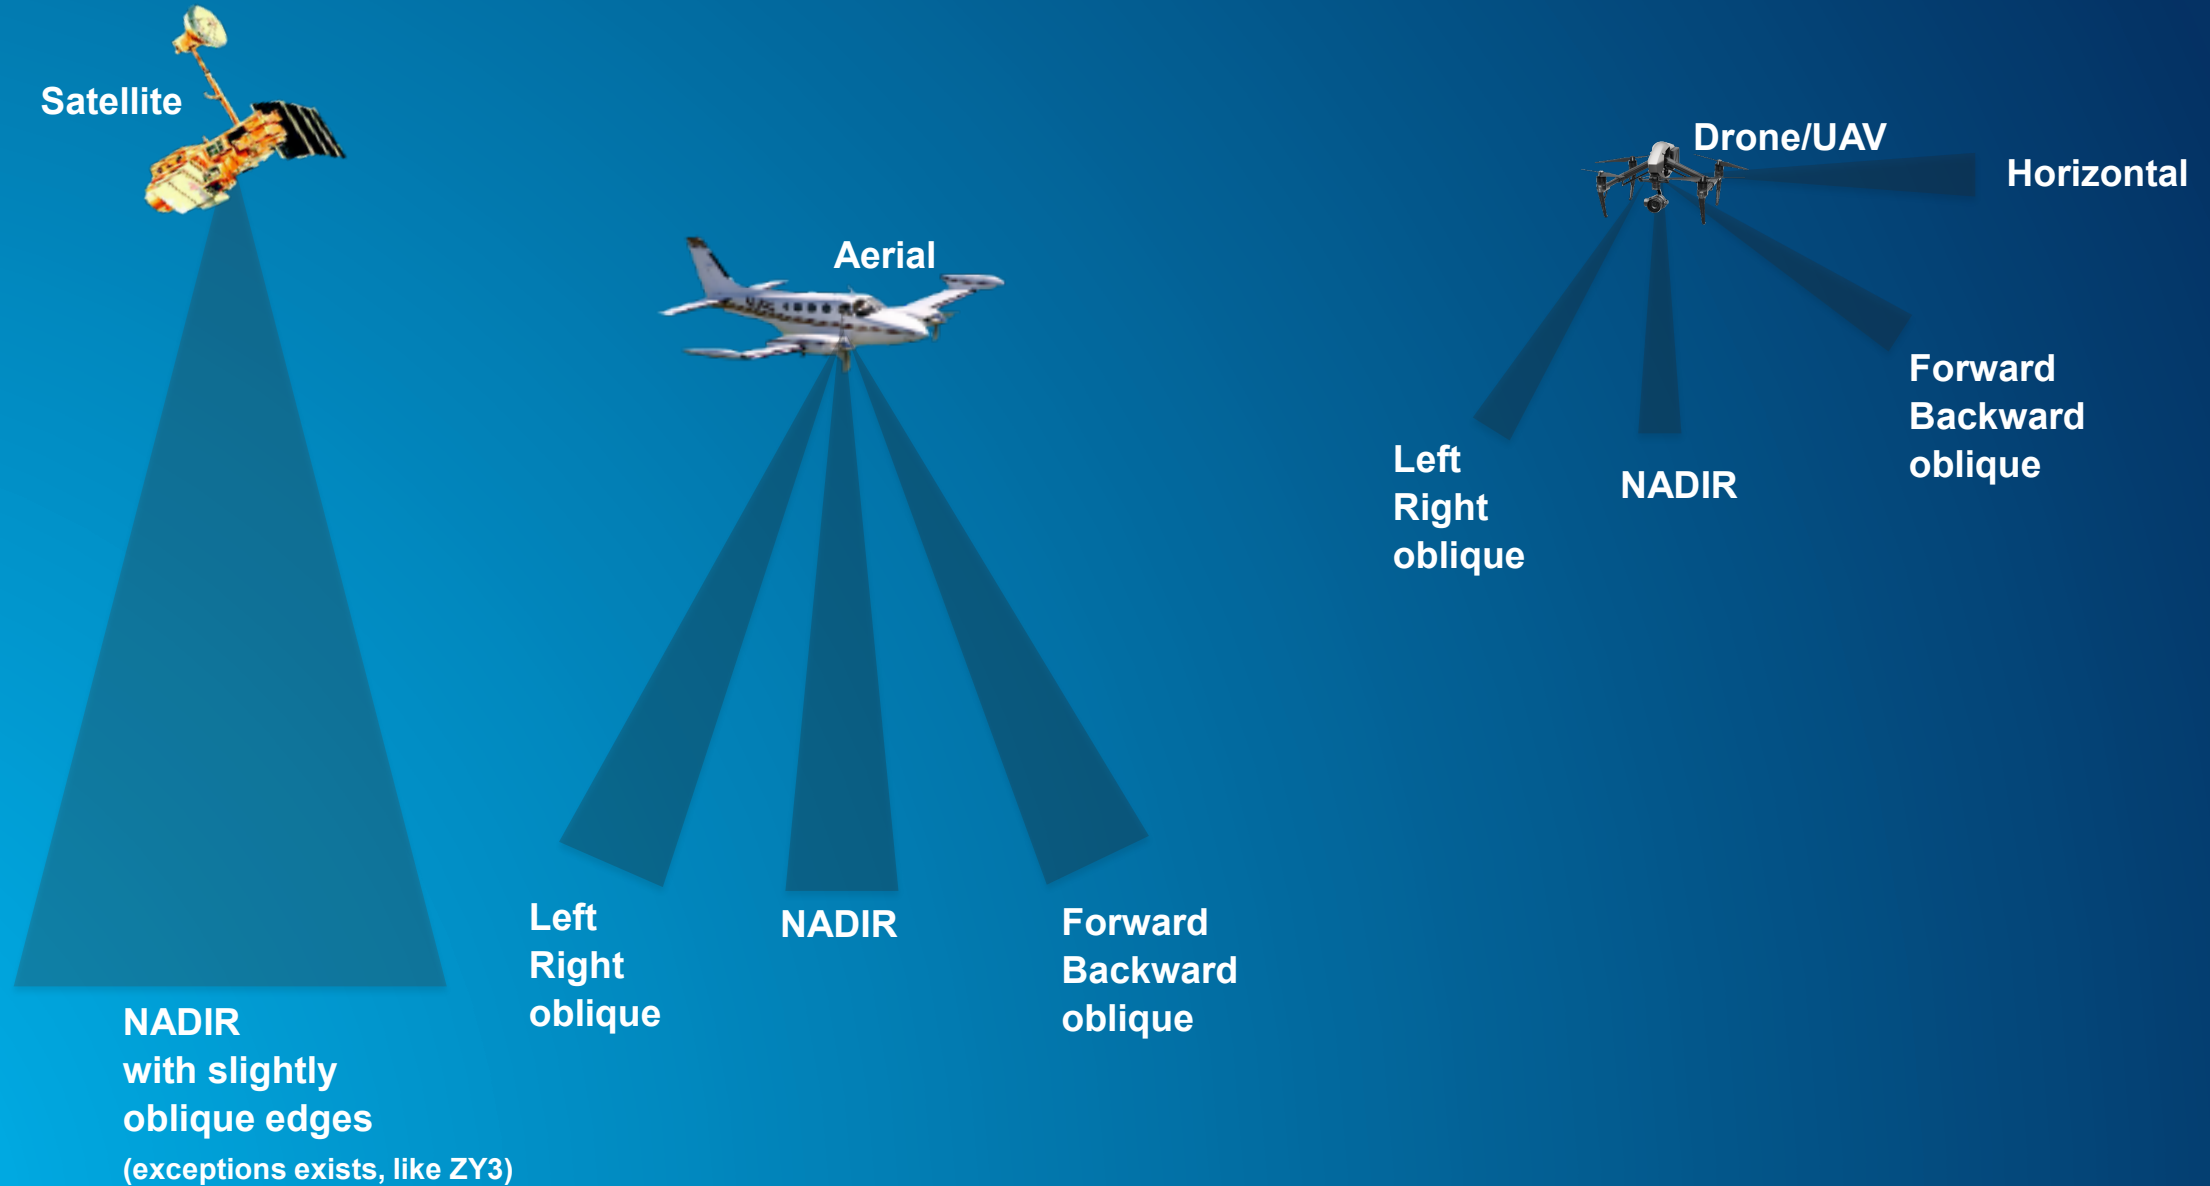 Satellite
NADIR
with slightly
oblique edges
(exceptions exists, like ZY3)
Aerial
Left
Right
oblique
NADIR
Forward
Backward
oblique
Drone/UAV
Horizontal
Left
Right
oblique
NADIR
Forward
Backward
oblique